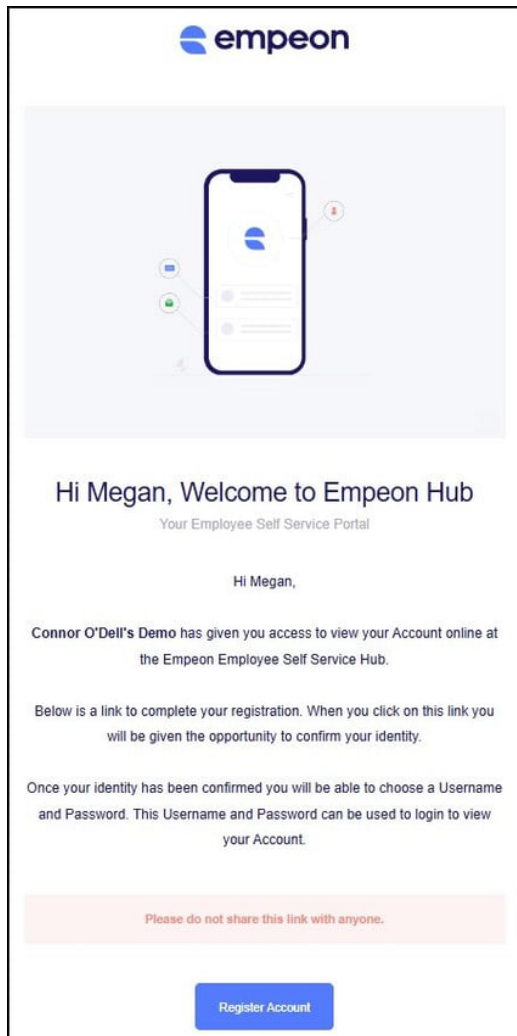 empeon
Hi Megan, Welcome to Empeon Hub
Your Employee Self Service Portal
Hi Megan,
Connor O'Dell's Demo has given you access to view your Account online at
the Empeon Employee Self Service Hub.
Below is a link to complete your registration. When you click on this link you
will be given the opportunity to confirm your identity.
Once your identity has been confirmed you will be able to choose a Username
and Password. This Username and Password can be used to login to view
your Account.
Please do not share this link with anyone.
Register Account